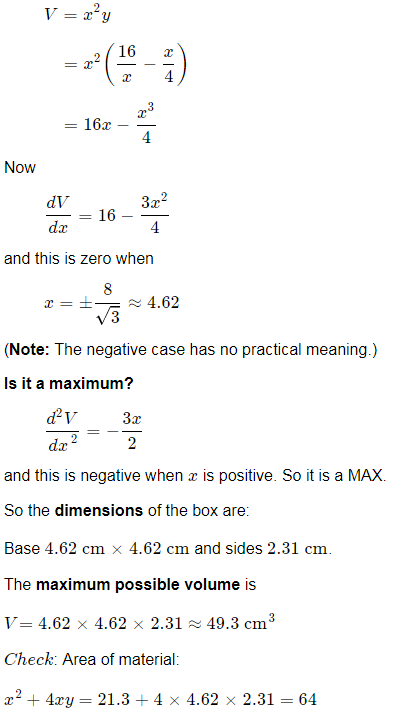 V = x²y
= x²(16/x − x/4)
= 16x − x³/4
Now
dV/dx = 16 − 3x²/4
and this is zero when
x = ± 8/√3 ≈ 4.62
(Note: The negative case has no practical meaning.)
Is it a maximum?
d²V/dx² = − 3x/2
and this is negative when x is positive. So it is a MAX.
So the dimensions of the box are:
Base 4.62 cm × 4.62 cm and sides 2.31 cm.
The maximum possible volume is
V = 4.62 × 4.62 × 2.31 ≈ 49.3 cm³
Check: Area of material:
x² + 4xy = 21.3 + 4 × 4.62 × 2.31 = 64